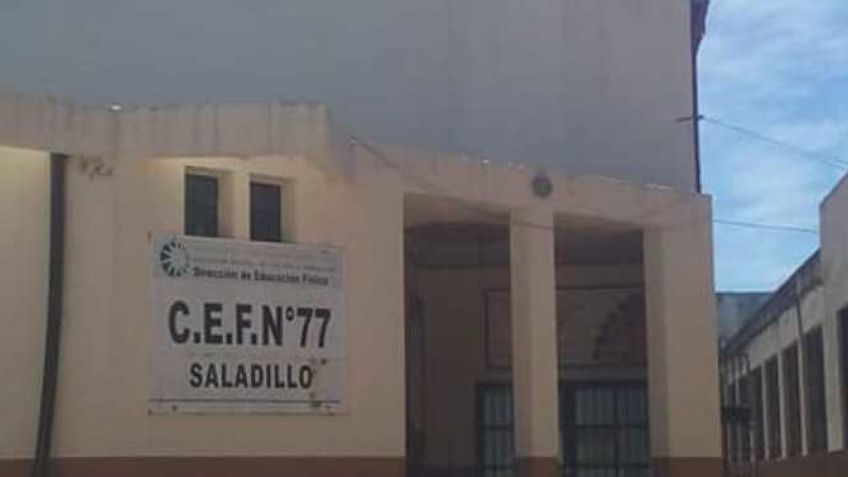 Dirección de Educación Física
C.E.F.N°77
SALADILLO